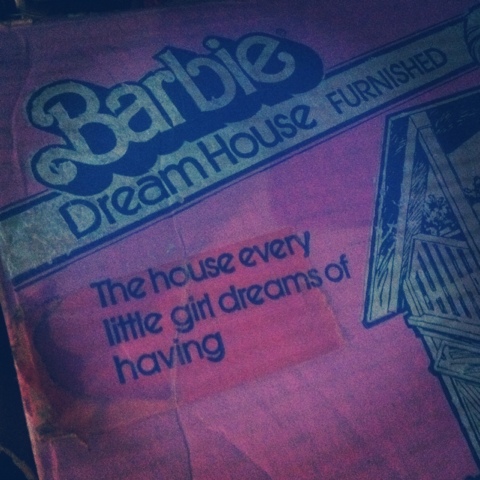 Barbie®
Dream House FURNISHED
The house every
little girl dreams of
having